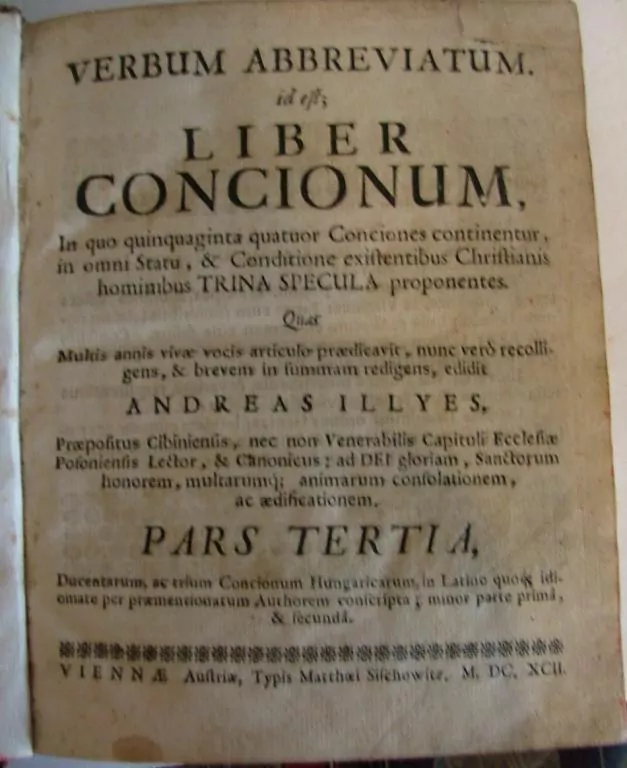 VERBUM ABBREVIATUM.
id eſt;
LIBER
CONCIONUM,
In quo quinquaginta quatuor Conciones continentur,
in omni Statu, & Conditione exiſtentibus Chriſtianis
hominibus TRINA SPECULA proponentes.
Quas
Multis annis vivæ vocis articulo prædicavit, nunc verò recolli-
gens, & brevem in ſummam redigens, edidit
ANDREAS ILLYES,
Præpoſitus Cibinienſis, nec non Venerabilis Capituli Eccleſiæ
Poſonienſis Lector, & Canonicus; ad DEI gloriam, Sanctorum
honorem, multarumq́; animarum conſolationem,
ac ædificationem.
PARS TERTIA,
Ducentarum, ac trium Concionum Hungaricarum, in Latino quoq́; idi-
omate per præmentionatum Authorem conſcripta; minor parte primâ,
& ſecundâ.
VIENNÆ Auſtriæ, Typis Matthæi Siſchowitz, M. DC. XCII.